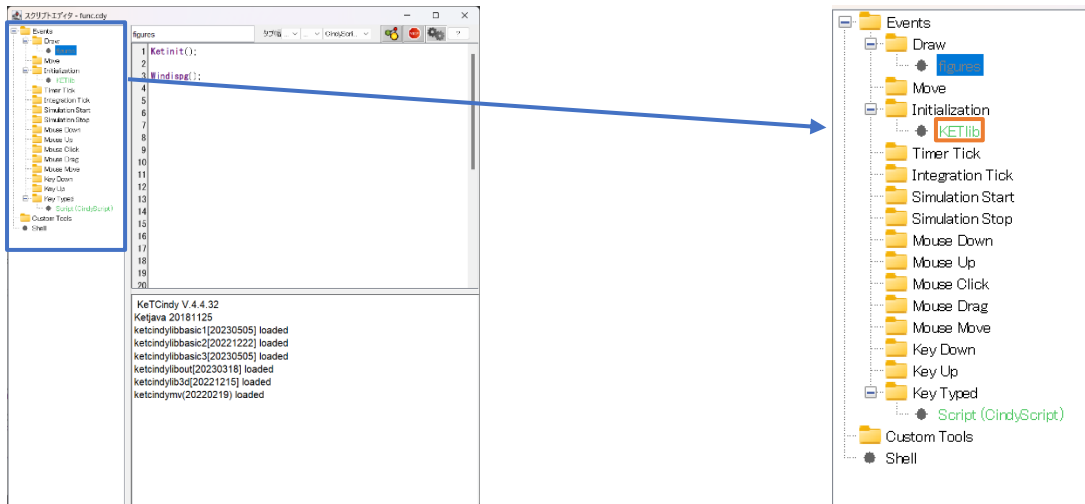 スクリプトエディタ - func.cdy
Events
Draw
figures
Move
Initialization
KETlib
Timer Tick
Integration Tick
Simulation Start
Simulation Stop
Mouse Down
Mouse Up
Mouse Click
Mouse Drag
Mouse Move
Key Down
Key Up
Key Typed
Script (CindyScript)
Custom Tools
Shell
figures
CindyScri...
STOP
?
1 Ketinit();
2
3 Windispg();
4
5
6
7
8
9
10
11
12
13
14
15
16
17
18
19
20
KeTCindy V.4.4.32
Ketjava 20181125
ketcindylibbasic1[20230505] loaded
ketcindylibbasic2[20221222] loaded
ketcindylibbasic3[20230505] loaded
ketcindylibout[20230318] loaded
ketcindylib3d[20221215] loaded
ketcindymv(20220219) loaded
Events
Draw
figures
Move
Initialization
KETlib
Timer Tick
Integration Tick
Simulation Start
Simulation Stop
Mouse Down
Mouse Up
Mouse Click
Mouse Drag
Mouse Move
Key Down
Key Up
Key Typed
Script (CindyScript)
Custom Tools
Shell